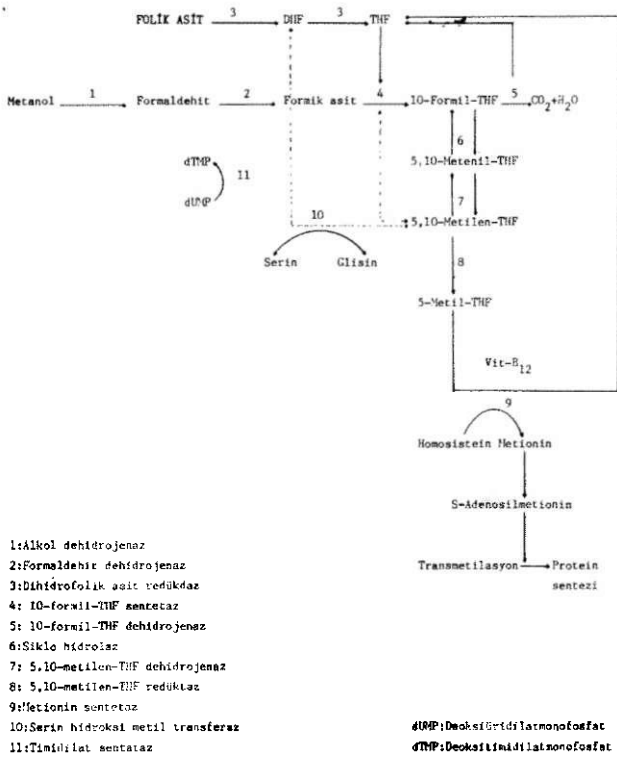 FOLİK ASİT 3 DHF 3 THF
Metanol 1 Formaldehit 2 Formik asit 4 10-Formil-THF 5 CO2+H2O
6
dTMP 5,10-Metenil-THF
11
7
dUMP
10 5,10-Metilen-THF
Serin Glisin 8
5-Metil-THF
Vit-B12
9
Homosistein Metionin
S-Adenosilmetionin
1:Alkol dehidrojenaz
2:Formaldehit dehidrojenaz
Transmetilasyon Protein
sentezi
3:Dihidrofolik asit redükdaz
4: 10-formil-THF sentetaz
5: 10-formil-THF dehidrojenaz
6:Siklo hidrolaz
7: 5,10-metilen-THF dehidrojenaz
8: 5,10-metilen-THF redüktaz
9:Metionin sentetaz
10:Serin hidroksi metil transferaz
11:Timidilat sentataz
dUMP:Deoksiüridilatmonofosfat
dTMP:Deoksitimidilatmonofosfat